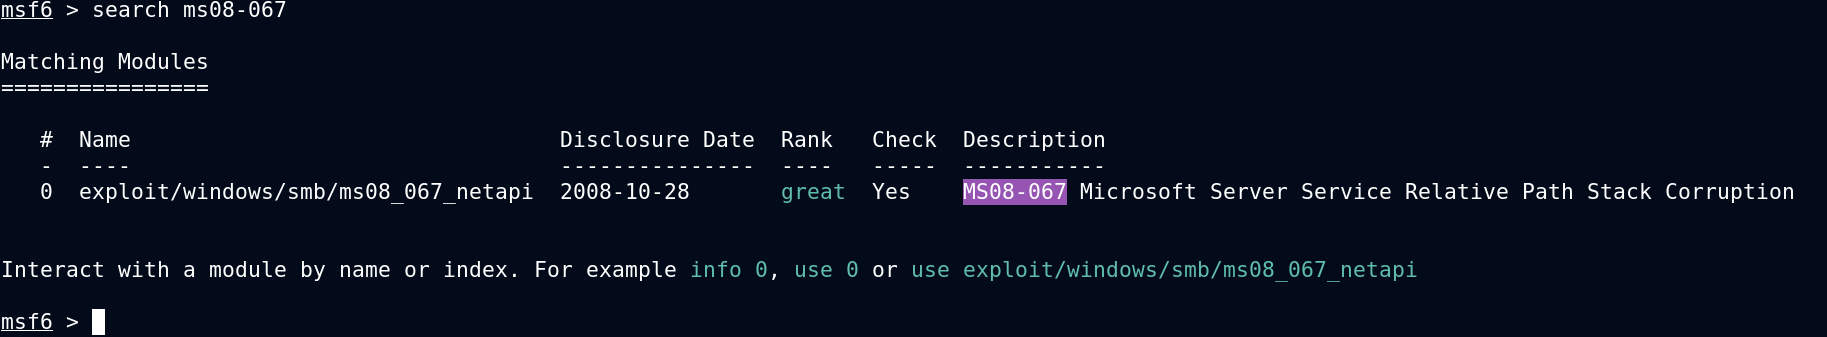 msf6 > search ms08-067
Matching Modules
================
   #  Name                                 Disclosure Date  Rank   Check  Description
   -  ----                                 ---------------  ----   -----  -----------
   0  exploit/windows/smb/ms08_067_netapi  2008-10-28       great  Yes    MS08-067 Microsoft Server Service Relative Path Stack Corruption
Interact with a module by name or index. For example info 0, use 0 or use exploit/windows/smb/ms08_067_netapi
msf6 >